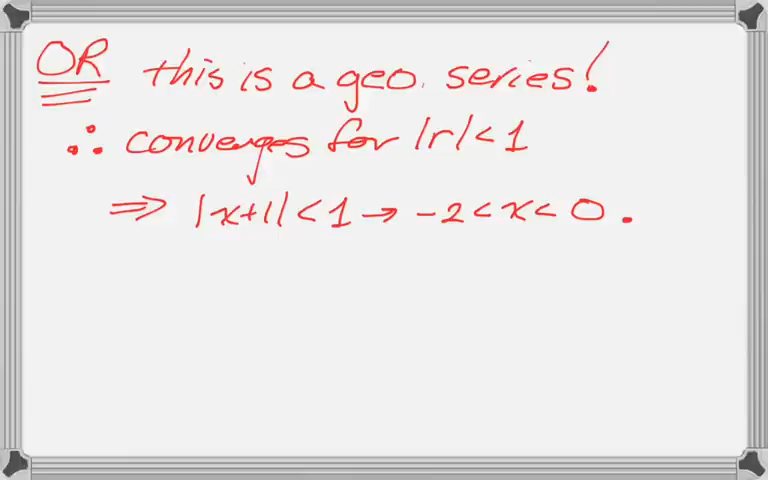 OR this is a geo. series!
∴ converges for |r| < 1
⇒ |x+1| < 1 → -2 < x < 0.